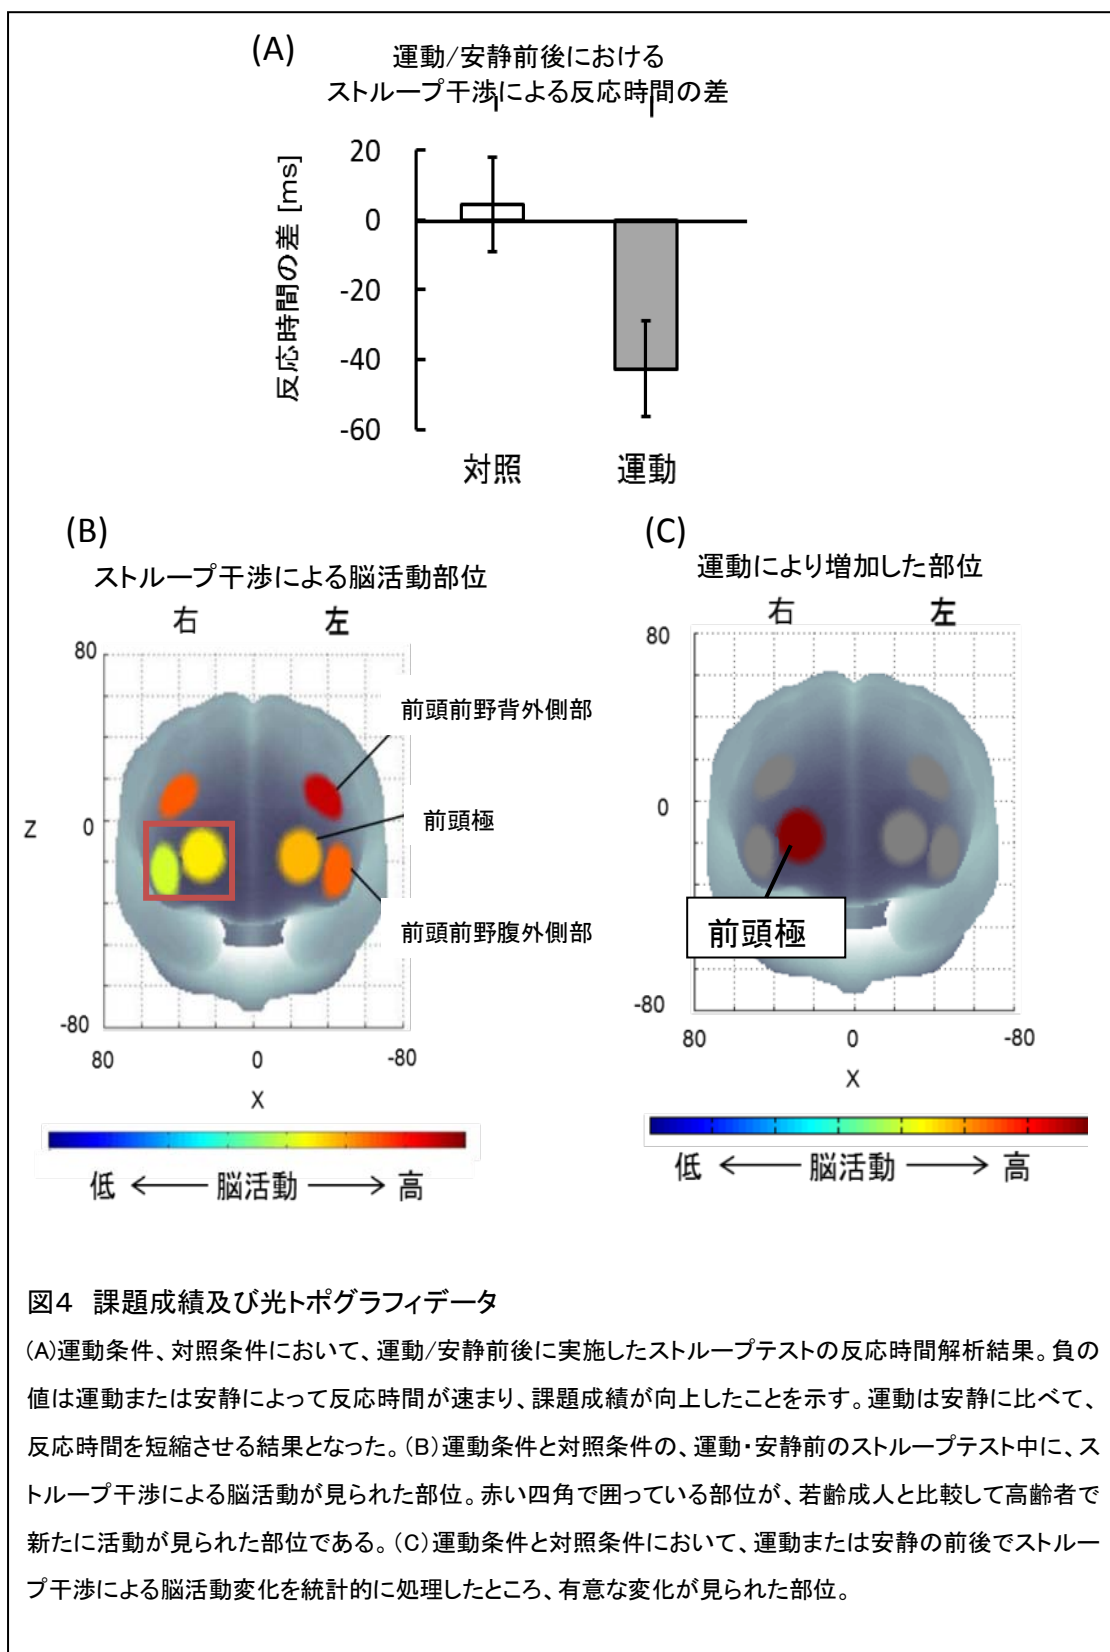 (A)
運動/安静前後における
ストループ干渉による反応時間の差
反応時間の差 [ms]
20
0
-20
-40
-60
対照
運動
(B)
ストループ干渉による脳活動部位
右
左
80
Z
0
-80
80
0
-80
X
前頭前野背外側部
前頭極
前頭前野腹外側部
低 ← 脳活動 → 高
(C)
運動により増加した部位
右
左
80
0
-80
80
0
-80
X
前頭極
低 ← 脳活動 → 高
図4 課題成績及び光トポグラフィデータ
(A)運動条件、対照条件において、運動/安静前後に実施したストループテストの反応時間解析結果。負の
値は運動または安静によって反応時間が速まり、課題成績が向上したことを示す。運動は安静に比べて、
反応時間を短縮させる結果となった。(B)運動条件と対照条件の、運動・安静前のストループテスト中に、ス
トループ干渉による脳活動が見られた部位。赤い四角で囲っている部位が、若齢成人と比較して高齢者で
新たに活動が見られた部位である。(C)運動条件と対照条件において、運動または安静の前後でストルー
プ干渉による脳活動変化を統計的に処理したところ、有意な変化が見られた部位。